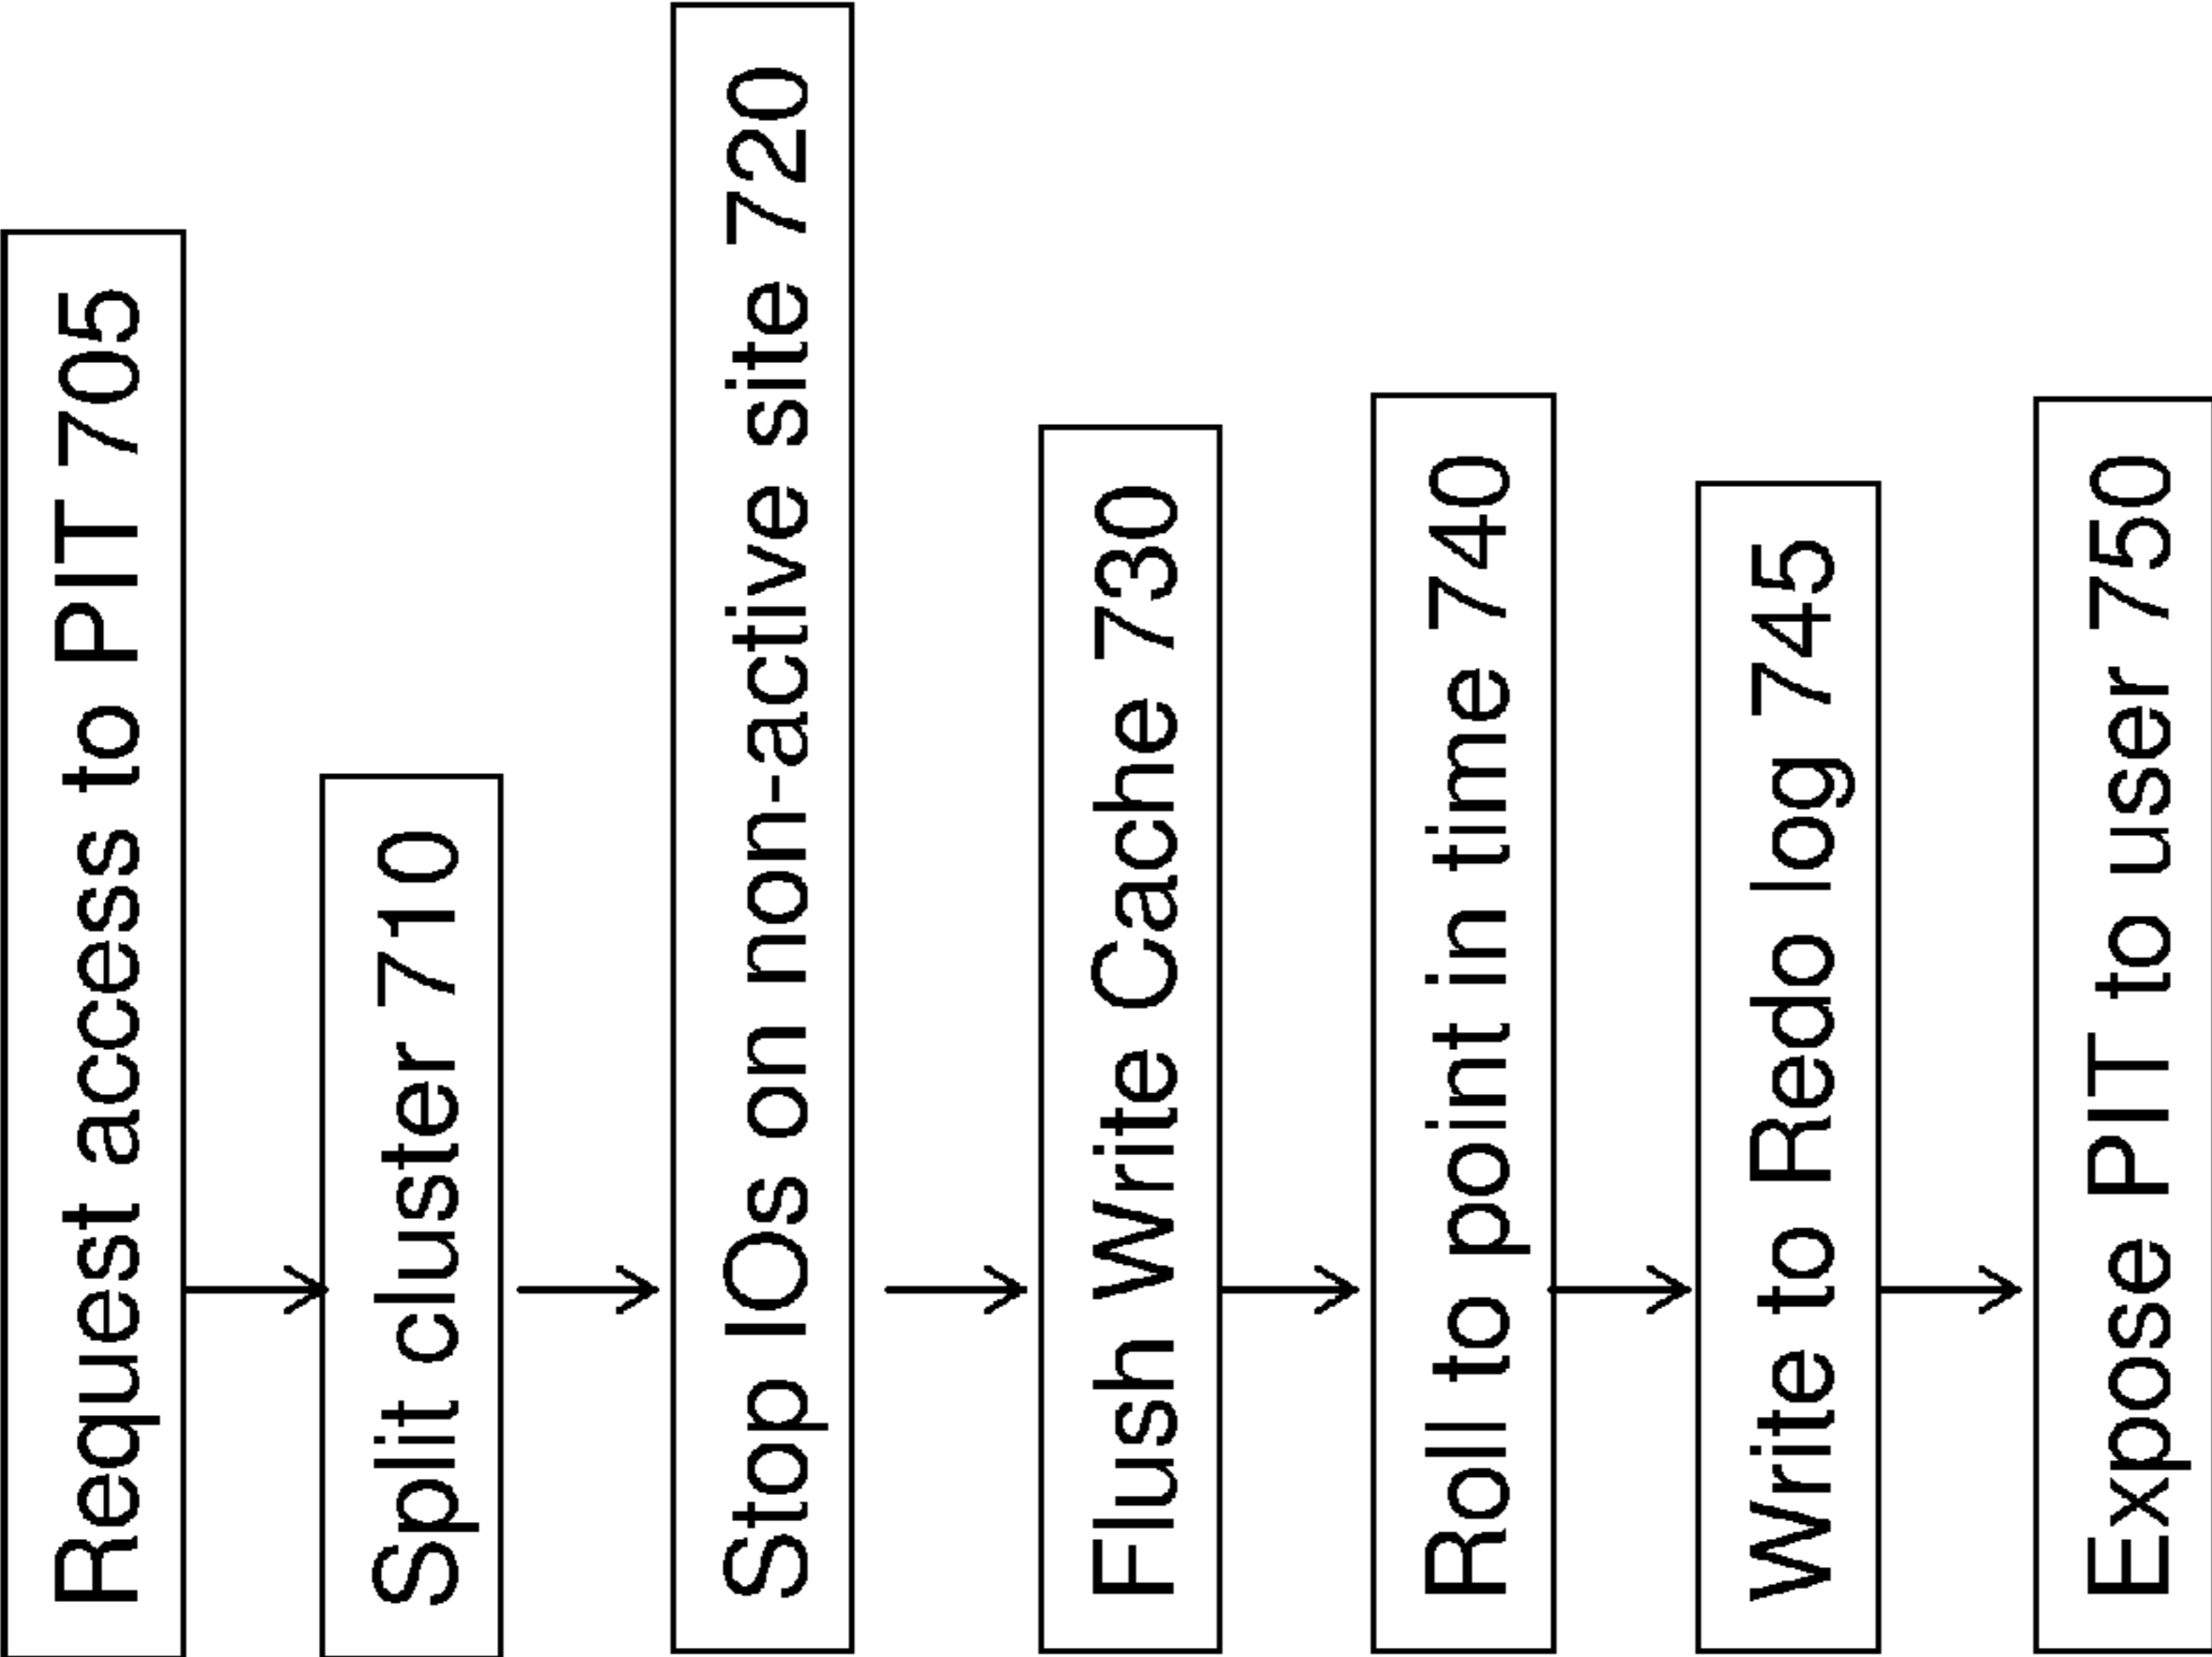 Request access to PIT 705
Split cluster 710
Stop IOs on non-active site 720
Flush Write Cache 730
Roll to point in time 740
Write to Redo log 745
Expose PIT to user 750